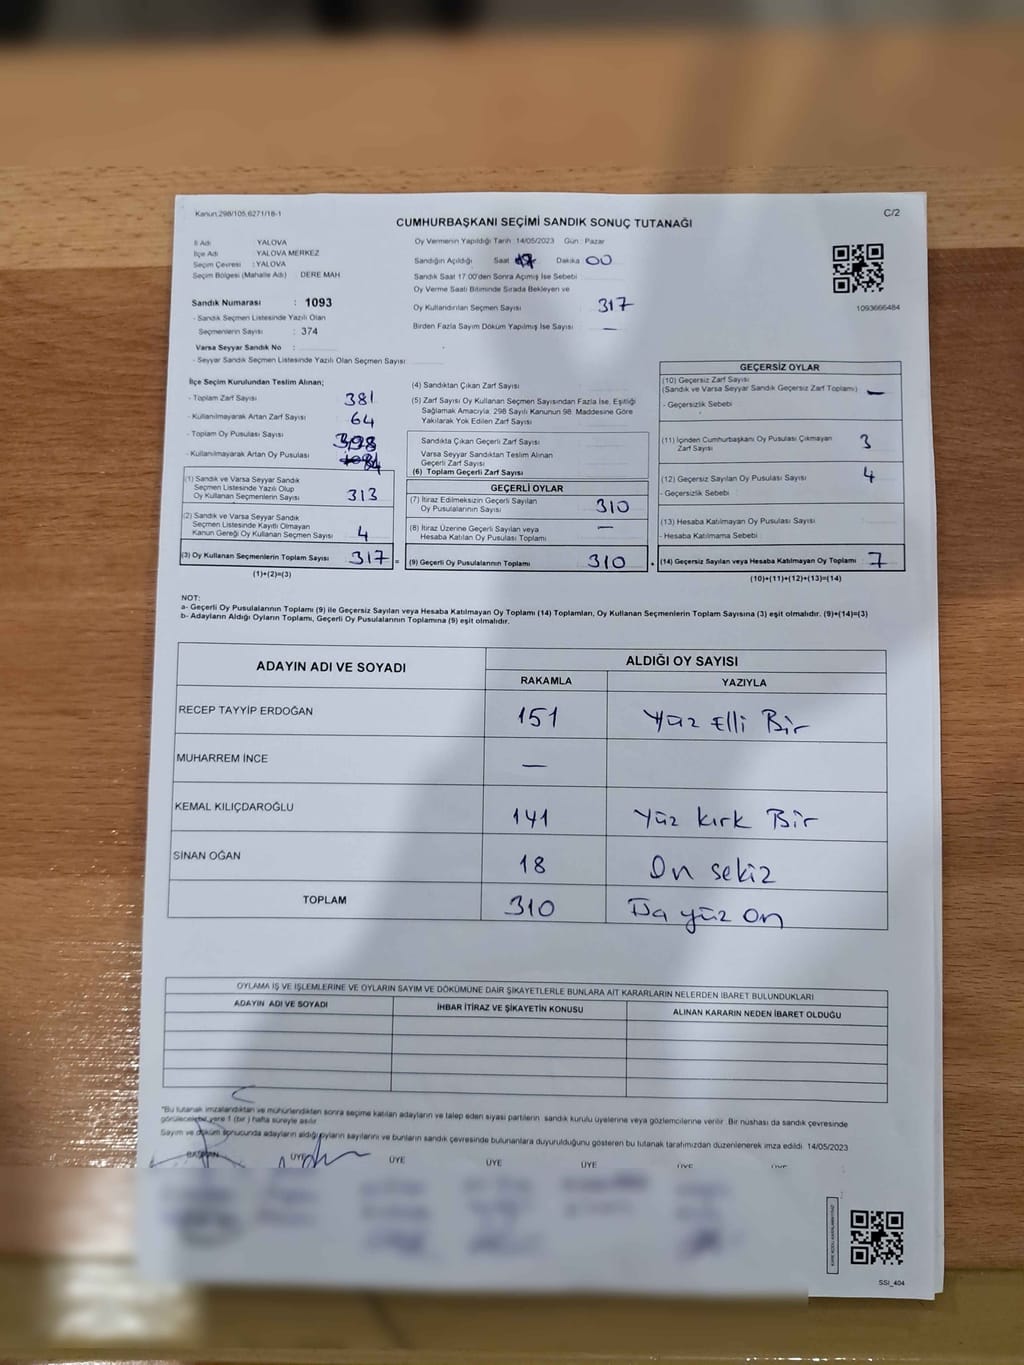 Kanun:298/105,6271/18-1
C/2
CUMHURBAŞKANI SEÇİMİ SANDIK SONUÇ TUTANAĞI
İl Adı : YALOVA
İlçe Adı : YALOVA MERKEZ
Seçim Çevresi : YALOVA
Seçim Bölgesi (Mahalle Adı) DERE MAH
Sandık Numarası : 1093
- Sandık Seçmen Listesinde Yazılı Olan
Seçmenlerin Sayısı : 374
Varsa Seyyar Sandık No :
- Seyyar Sandık Seçmen Listesinde Yazılı Olan Seçmen Sayısı
Oy Vermenin Yapıldığı Tarih : 14/05/2023 Gün : Pazar
Sandığın Açıldığı Saat Dakika 00
Sandık Saat 17:00'den Sonra Açımış İse Sebebi
Oy Verme Saati Bitiminde Sırada Bekleyen ve
Oy Kullandırılan Seçmen Sayısı 317
Birden Fazla Sayım Döküm Yapılmış İse Sayısı —
1093666484
İlçe Seçim Kurulundan Teslim Alınan;
- Toplam Zarf Sayısı 381
- Kullanılmayarak Artan Zarf Sayısı 64
- Toplam Oy Pusulası Sayısı
- Kullanılmayarak Artan Oy Pusulası
(1) Sandık ve Varsa Seyyar Sandık
Seçmen Listesinde Yazılı Olup
Oy Kullanan Seçmenlerin Sayısı 313
(2) Sandık ve Varsa Seyyar Sandık
Seçmen Listesinde Kayıtlı Olmayan
Kanun Gereği Oy Kullanan Seçmen Sayısı 4
(3) Oy Kullanan Seçmenlerin Toplam Sayısı 317 =
(1)+(2)=(3)
(4) Sandıktan Çıkan Zarf Sayısı
(5) Zarf Sayısı Oy Kullanan Seçmen Sayısından Fazla İse, Eşitliği
Sağlamak Amacıyla; 298 Sayılı Kanunun 98. Maddesine Göre
Yakılarak Yok Edilen Zarf Sayısı
Sandıkta Çıkan Geçerli Zarf Sayısı
Varsa Seyyar Sandıktan Teslim Alınan
Geçerli Zarf Sayısı
(6) Toplam Geçerli Zarf Sayısı
GEÇERLİ OYLAR
(7) İtiraz Edilmeksizin Geçerli Sayılan
Oy Pusulalarının Sayısı 310
(8) İtiraz Üzerine Geçerli Sayılan veya
Hesaba Katılan Oy Pusulası Toplamı —
(9) Geçerli Oy Pusulalarının Toplamı 310
GEÇERSİZ OYLAR
(10) Geçersiz Zarf Sayısı
(Sandık ve Varsa Seyyar Sandık Geçersiz Zarf Toplamı) —
- Geçersizlik Sebebi
(11) İçinden Cumhurbaşkanı Oy Pusulası Çıkmayan
Zarf Sayısı 3
(12) Geçersiz Sayılan Oy Pusulası Sayısı 4
- Geçersizlik Sebebi
(13) Hesaba Katılmayan Oy Pusulası Sayısı
- Hesaba Katılmama Sebebi
(14) Geçersiz Sayılan veya Hesaba Katılmayan Oy Toplamı 7
(10)+(11)+(12)+(13)=(14)
NOT:
a- Geçerli Oy Pusulalarının Toplamı (9) ile Geçersiz Sayılan veya Hesaba Katılmayan Oy Toplamı (14) Toplamları, Oy Kullanan Seçmenlerin Toplam Sayısına (3) eşit olmalıdır. (9)+(14)=(3)
b- Adayların Aldığı Oyların Toplamı, Geçerli Oy Pusulalarının Toplamına (9) eşit olmalıdır.
ADAYIN ADI VE SOYADI ALDIĞI OY SAYISI
RAKAMLA YAZIYLA
RECEP TAYYİP ERDOĞAN 151 Yüz Elli Bir
MUHARREM İNCE —
KEMAL KILIÇDAROĞLU 141 Yüz kırk Bir
SİNAN OĞAN 18 On sekiz
TOPLAM 310 yüz On
OYLAMA İŞ VE İŞLEMLERİNE VE OYLARIN SAYIM VE DÖKÜMÜNE DAİR ŞİKAYETLERLE BUNLARA AİT KARARLARIN NELERDEN İBARET BULUNDUKLARI
ADAYIN ADI VE SOYADI İHBAR İTİRAZ VE ŞİKAYETİN KONUSU ALINAN KARARIN NEDEN İBARET OLDUĞU
"Bu tutanak imzalandıktan ve mühürlendikten sonra seçime katılan adayların ve talep eden siyasi partilerin sandık kurulu üyelerine veya gözlemcilerine verilir. Bir nüshası da sandık çevresinde
görülecek bir yere 1 (bir) hafta süreyle asılır.
Sayım ve döküm sonucunda adayların aldığı oyların sayılarını ve bunların sandık çevresinde bulunanlara duyurulduğunu gösteren bu tutanak tarafımızdan düzenlenerek imza edildi. 14/05/2023
BAŞKAN ÜYE ÜYE ÜYE ÜYE ÜYE ÜYE
SSİ_404